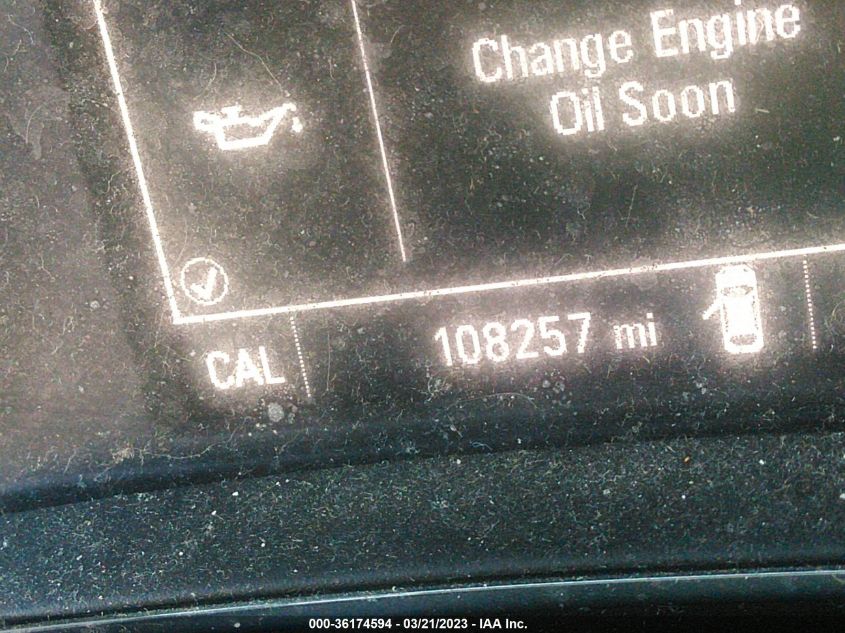 Change Engine
Oil Soon
CAL
108257 mi
000-36174594 - 03/21/2023 - IAA Inc.